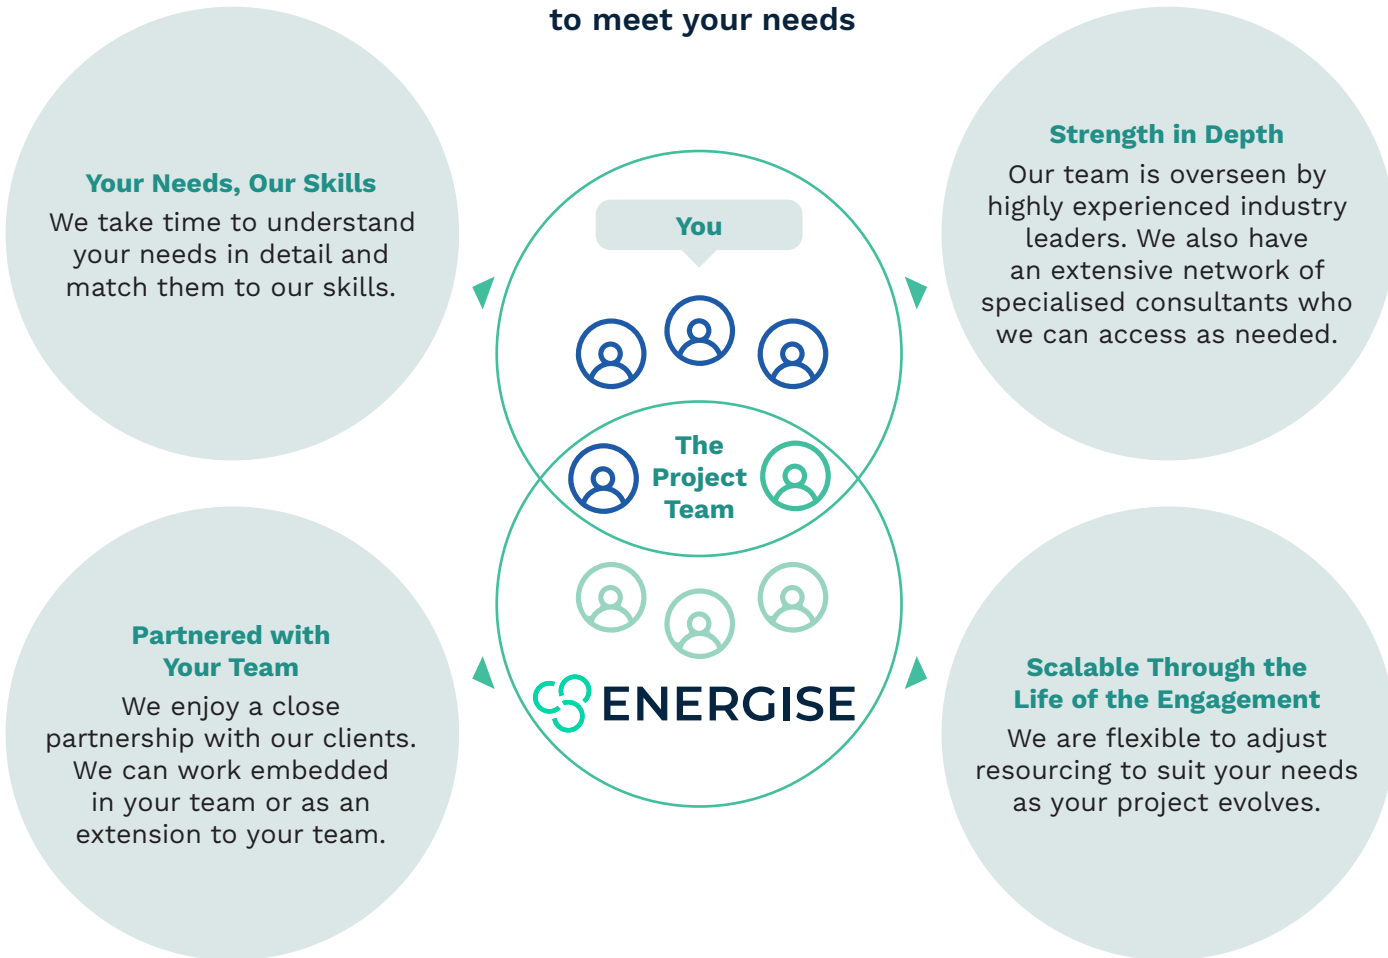 to meet your needs
Your Needs, Our Skills
We take time to understand
your needs in detail and
match them to our skills.
Strength in Depth
Our team is overseen by
highly experienced industry
leaders. We also have
an extensive network of
specialised consultants who
we can access as needed.
You
The
Project
Team
ENERGISE
Partnered with
Your Team
We enjoy a close
partnership with our clients.
We can work embedded
in your team or as an
extension to your team.
Scalable Through the
Life of the Engagement
We are flexible to adjust
resourcing to suit your needs
as your project evolves.